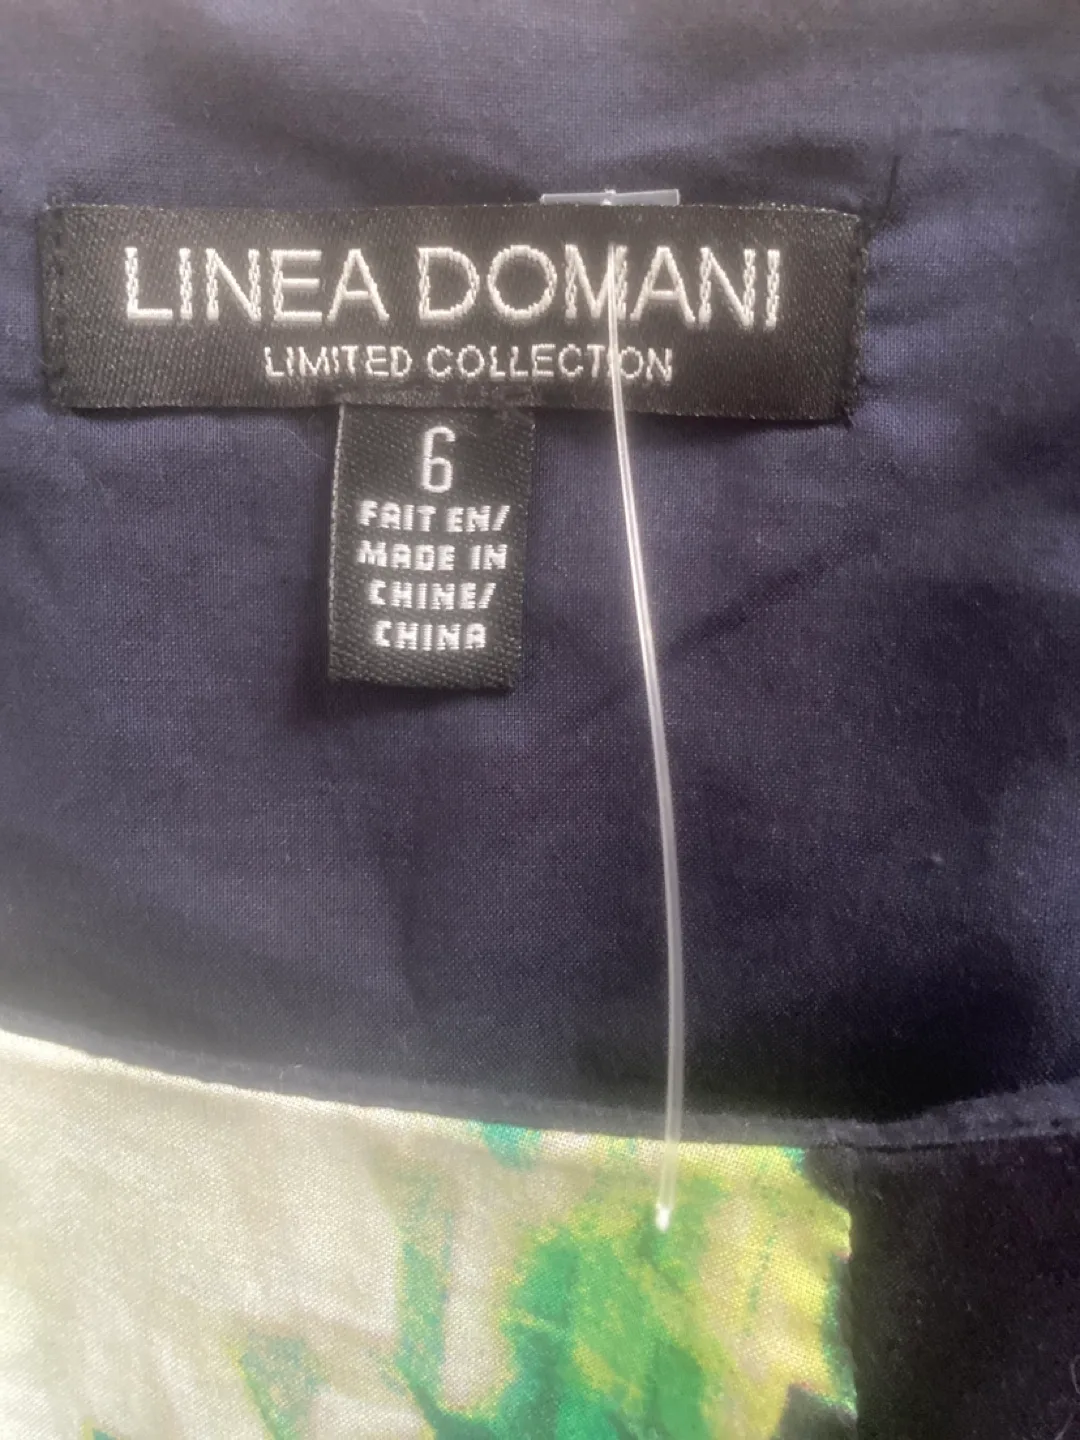 LINEA DOMANI
LIMITED COLLECTION
6
FAIT EN/
MADE IN
CHINE/
CHINA